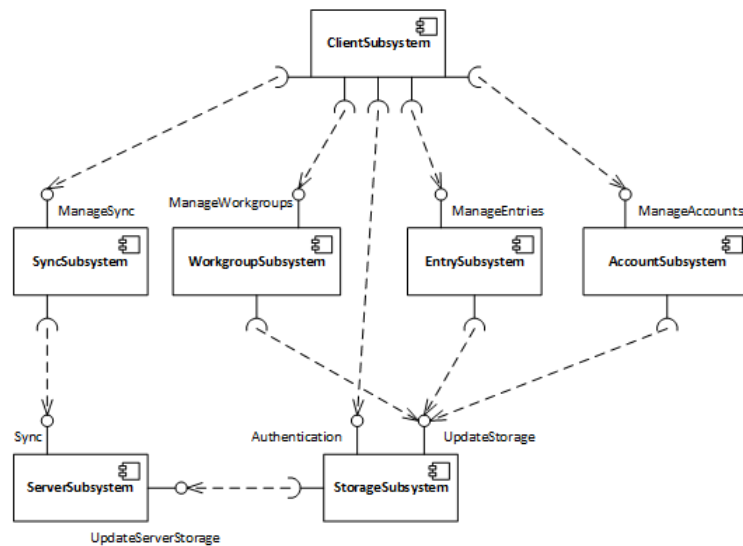 ClientSubsystem
ManageSync
ManageWorkgroups
ManageEntries
ManageAccounts
SyncSubsystem
WorkgroupSubsystem
EntrySubsystem
AccountSubsystem
Sync
Authentication
UpdateStorage
ServerSubsystem
StorageSubsystem
UpdateServerStorage